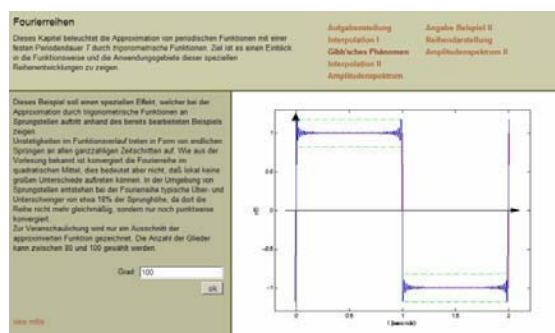 Fourierreihen
Dieses Kapitel beleuchtet die Approximation von periodischen Funktionen mit einer
festen Periodendauer T durch trigonometrische Funktionen. Ziel ist es einen Einblick
in die Funktionsweise und die Anwendungsgebiete dieser speziellen
Reihenentwicklungen zu zeigen.
Aufgabenstellung
Interpolation I
Gibb'sches Phänomen
Interpolation II
Amplitudenspektrum
Angabe Beispiel II
Reihendarstellung
Amplitudenspektrum II
Dieses Beispiel soll einen speziellen Effekt, welcher bei der
Approximation durch trigonometrische Funktionen an
Sprungstellen auftritt anhand des bereits bearbeiteten Beispiels
zeigen.
Unstetigkeiten im Funktionsverlauf treten in Form von endlichen
Sprüngen an allen ganzzahligen Zeitschritten auf. Wie aus der
Vorlesung bekannt ist konvergiert die Fourierreihe im
quadratischen Mittel, dies bedeutet aber nicht, daß lokal keine
großen Unterschiede auftreten können. In der Umgebung von
Sprungstellen entstehen bei der Fourierreihe typische Über- und
Unterschwinger von etwa 18% der Sprunghöhe, da dort die
Reihe nicht mehr gleichmäßig, sondern nur noch punktweise
konvergiert.
Zur Veranschaulichung wird nur ein Ausschnitt der
approximierten Funktion gezeichnet. Die Anzahl der Glieder
kann zwischen 80 und 100 gewählt werden.
Grad: 100
ok
view mfile
1
0.5
0
-0.5
-1
0
0.5
1
1.5
2